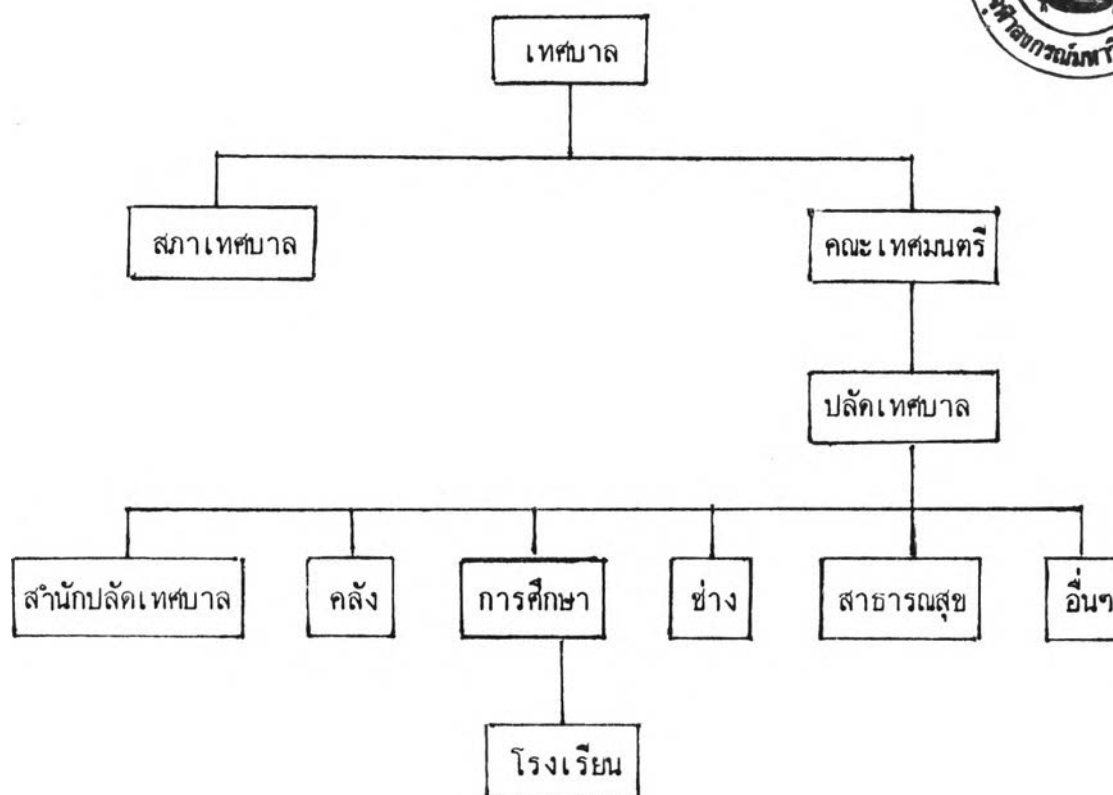 เทศบาล
สภาเทศบาล
คณะเทศมนตรี
ปลัดเทศบาล
สำนักปลัดเทศบาล
คลัง
การศึกษา
ช่าง
สาธารณสุข
อื่นๆ
โรงเรียน